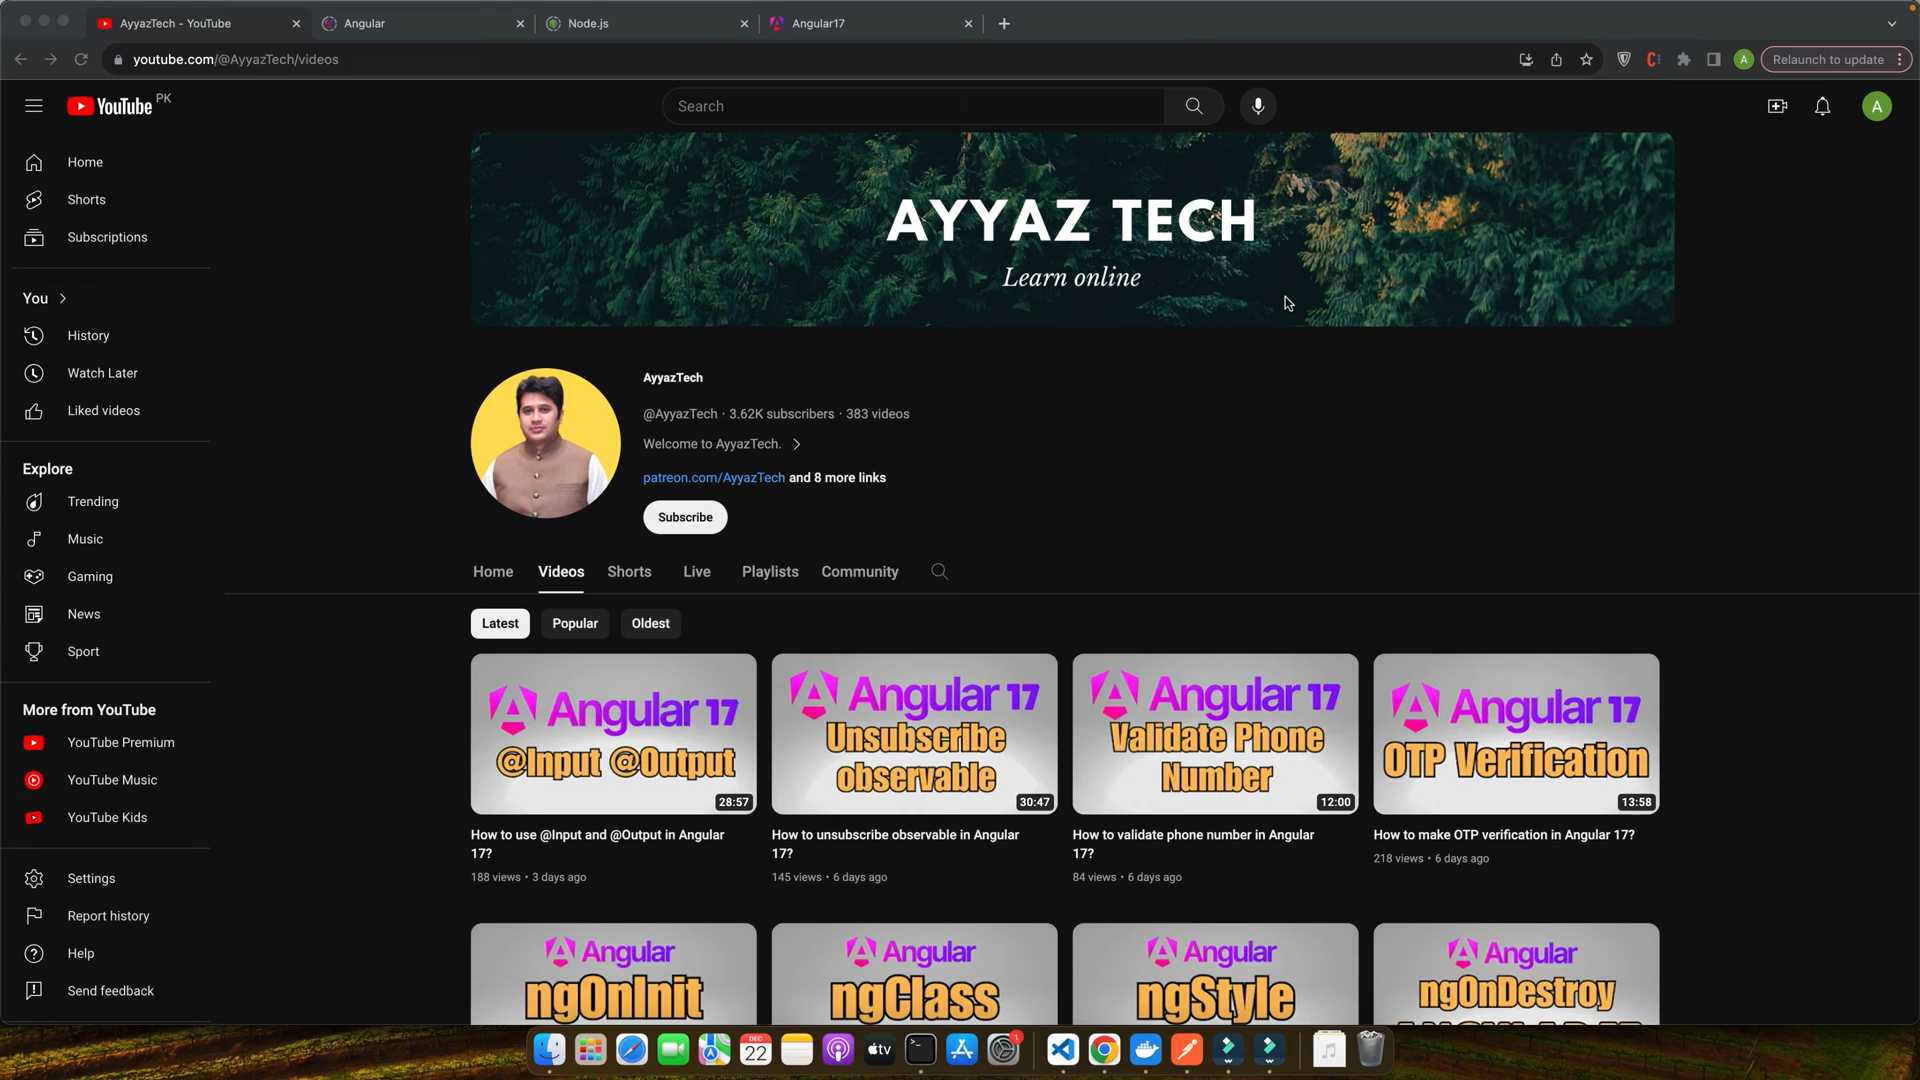 AyyazTech - YouTube
Angular
Node.js
Angular17
youtube.com/@AyyazTech/videos
A
Relaunch to update
YouTube PK
Search
A
Home
Shorts
Subscriptions
You
History
Watch Later
Liked videos
Explore
Trending
Music
Gaming
News
Sport
More from YouTube
YouTube Premium
YouTube Music
YouTube Kids
Settings
Report history
Help
Send feedback
AYYAZ TECH
Learn online
AyyazTech
@AyyazTech · 3.62K subscribers · 383 videos
Welcome to AyyazTech.
patreon.com/AyyazTech and 8 more links
Subscribe
Home Videos Shorts Live Playlists Community
Latest Popular Oldest
Angular 17
@Input @Output
28:57
How to use @Input and @Output in Angular
17?
188 views • 3 days ago
Angular 17
Unsubscribe
observable
30:47
How to unsubscribe observable in Angular
17?
145 views • 6 days ago
Angular 17
Validate Phone
Number
12:00
How to validate phone number in Angular
17?
84 views • 6 days ago
Angular 17
OTP Verification
13:58
How to make OTP verification in Angular 17?
218 views • 6 days ago
Angular
ngOnInit
Angular
ngClass
Angular
ngStyle
Angular
ngOnDestroy
DEC
22
tv
1